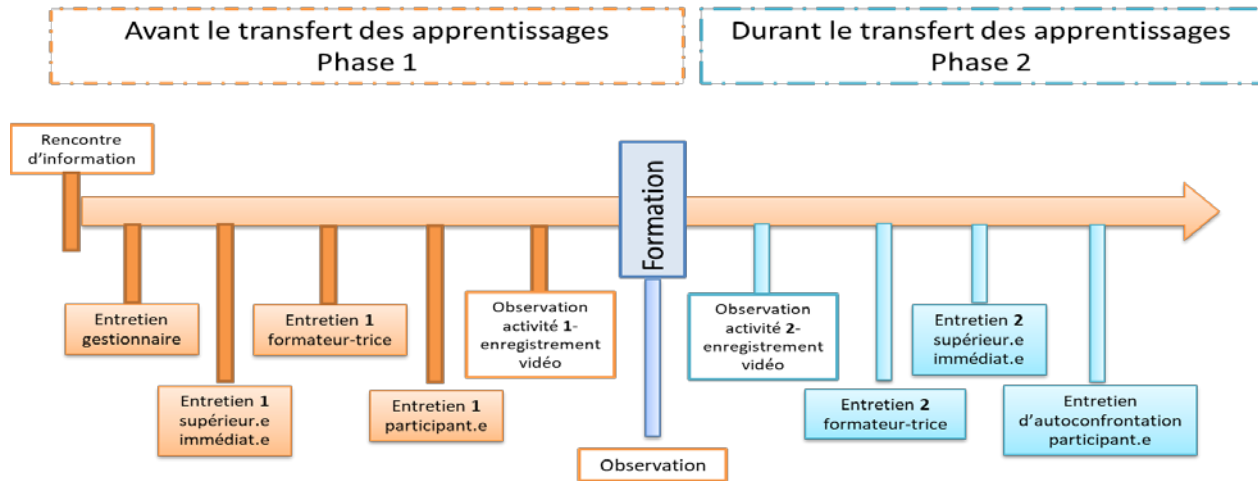 Avant le transfert des apprentissages
Phase 1
Durant le transfert des apprentissages
Phase 2
Rencontre
d'information
Formation
Entretien
gestionnaire
Entretien 1
supérieur.e
immédiat.e
Entretien 1
formateur-trice
Entretien 1
participant.e
Observation
activité 1-
enregistrement
vidéo
Observation
Observation
activité 2-
enregistrement
vidéo
Entretien 2
formateur-trice
Entretien 2
supérieur.e
immédiat.e
Entretien
d'autoconfrontation
participant.e